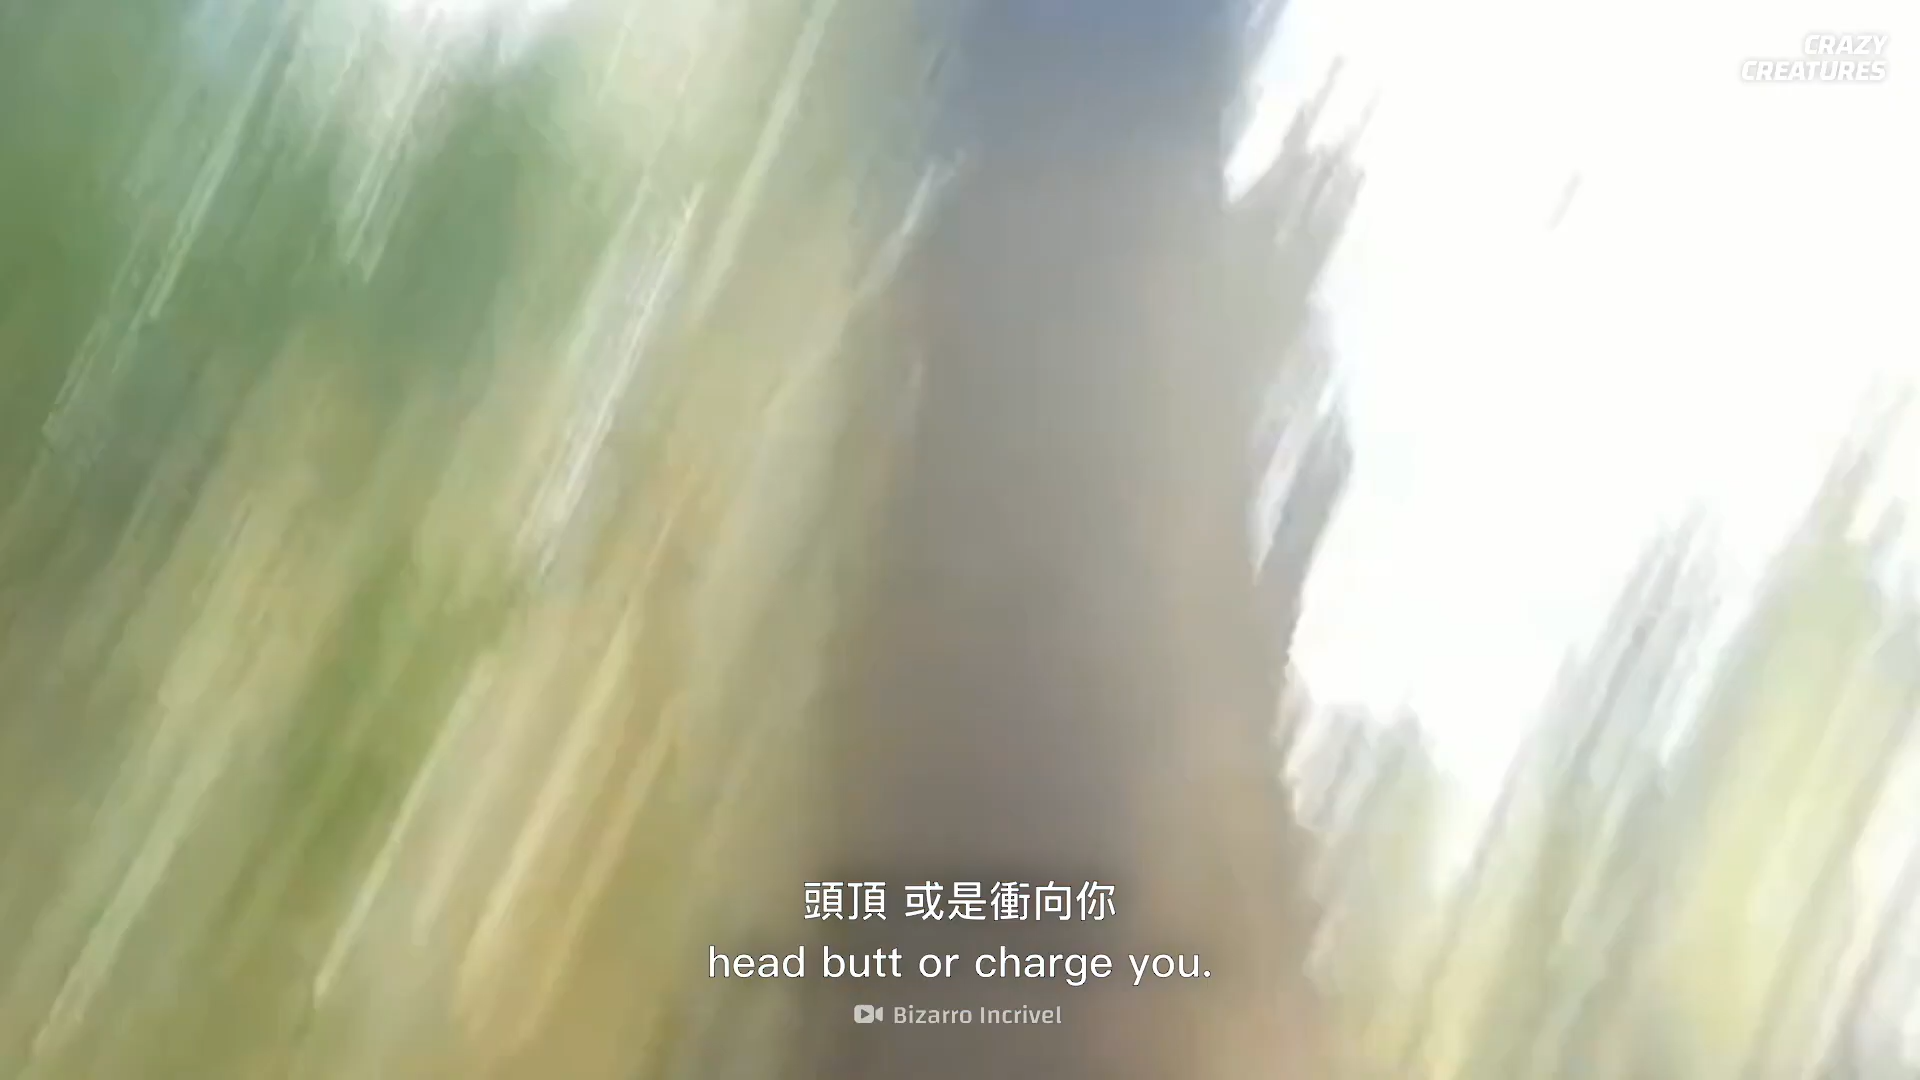 CRAZY
CREATURES
頭頂 或是衝向你
head butt or charge you.
Bizarro Incrivel